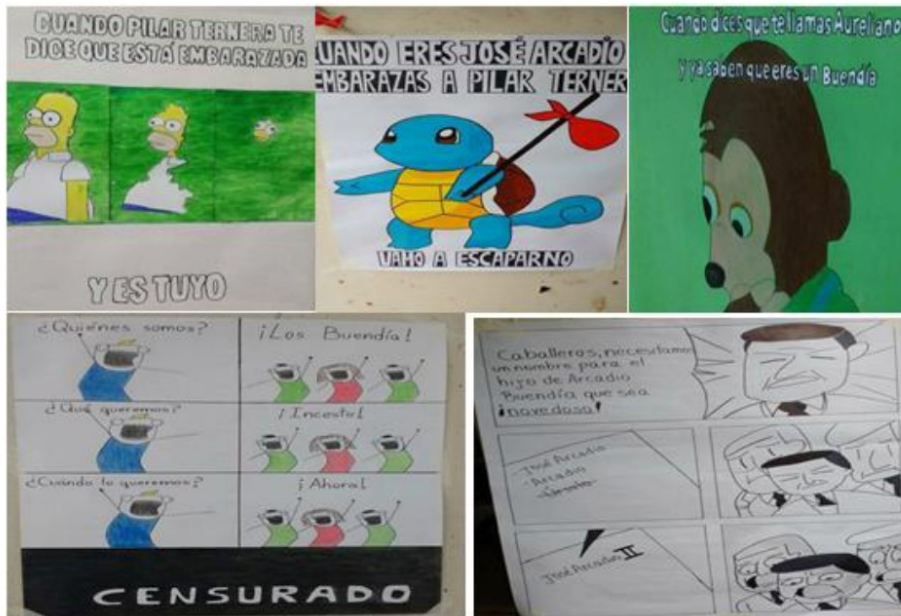 CUANDO PILAR TERNERA TE
DICE QUE ESTÁ EMBARAZADA
Y ES TUYO
CUANDO ERES JOSÉ ARCADIO
EMBARAZAS A PILAR TERNER
VAMO A ESCAPARNO
Cuando dices que te llamas Aureliano
y ya saben que eres un Buendía
¿Quiénes somos?
¡Los Buendía!
¿Qué queremos?
¡Incesto!
¿Cuándo lo queremos?
¡Ahora!
CENSURADO
Caballeros, necesitamos
un nombre para el
hijo de Arcadio
Buendía que sea
¡novedoso!
José Arcadio
-Arcadio
José Arcadio II